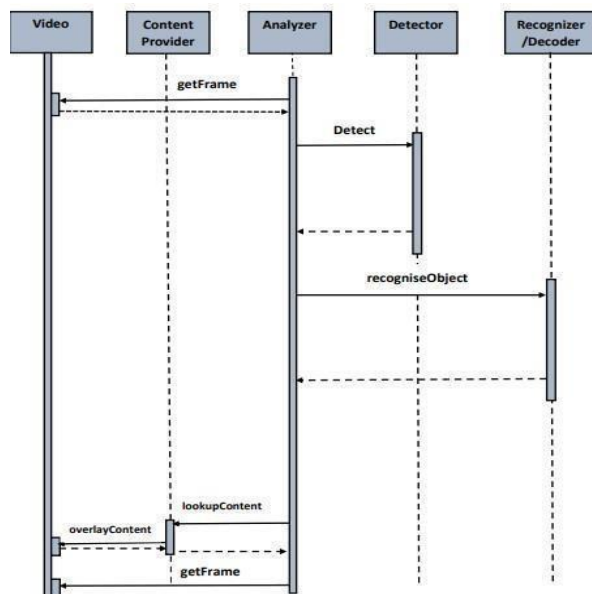 Video
Content
Provider
Analyzer
Detector
Recognizer
/Decoder
getFrame
Detect
recogniseObject
lookupContent
overlayContent
getFrame